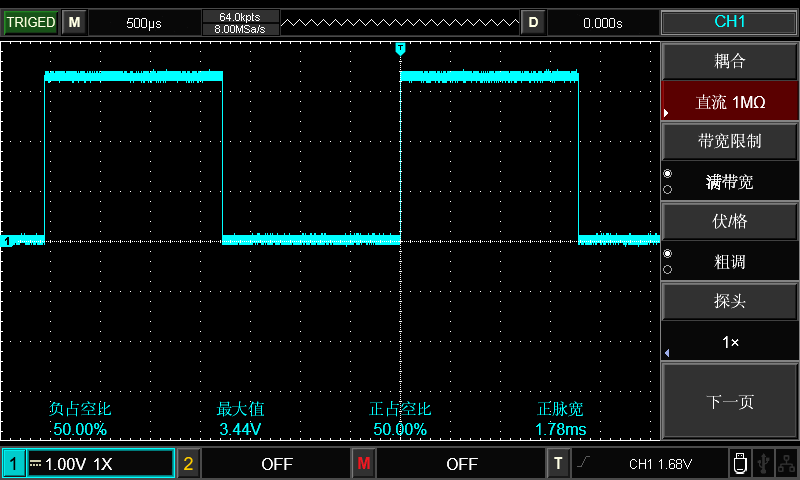 TRIGED M 500µs 64.0kpts D 0.000s CH1
8.00MSa/s
T
耦合
直流 1MΩ
带宽限制
满带宽
伏/格
粗调
探头
1×
下一页
1
负占空比 最大值 正占空比 正脉宽
50.00% 3.44V 50.00% 1.78ms
1 1.00V 1X 2 OFF M OFF T CH1 1.68V